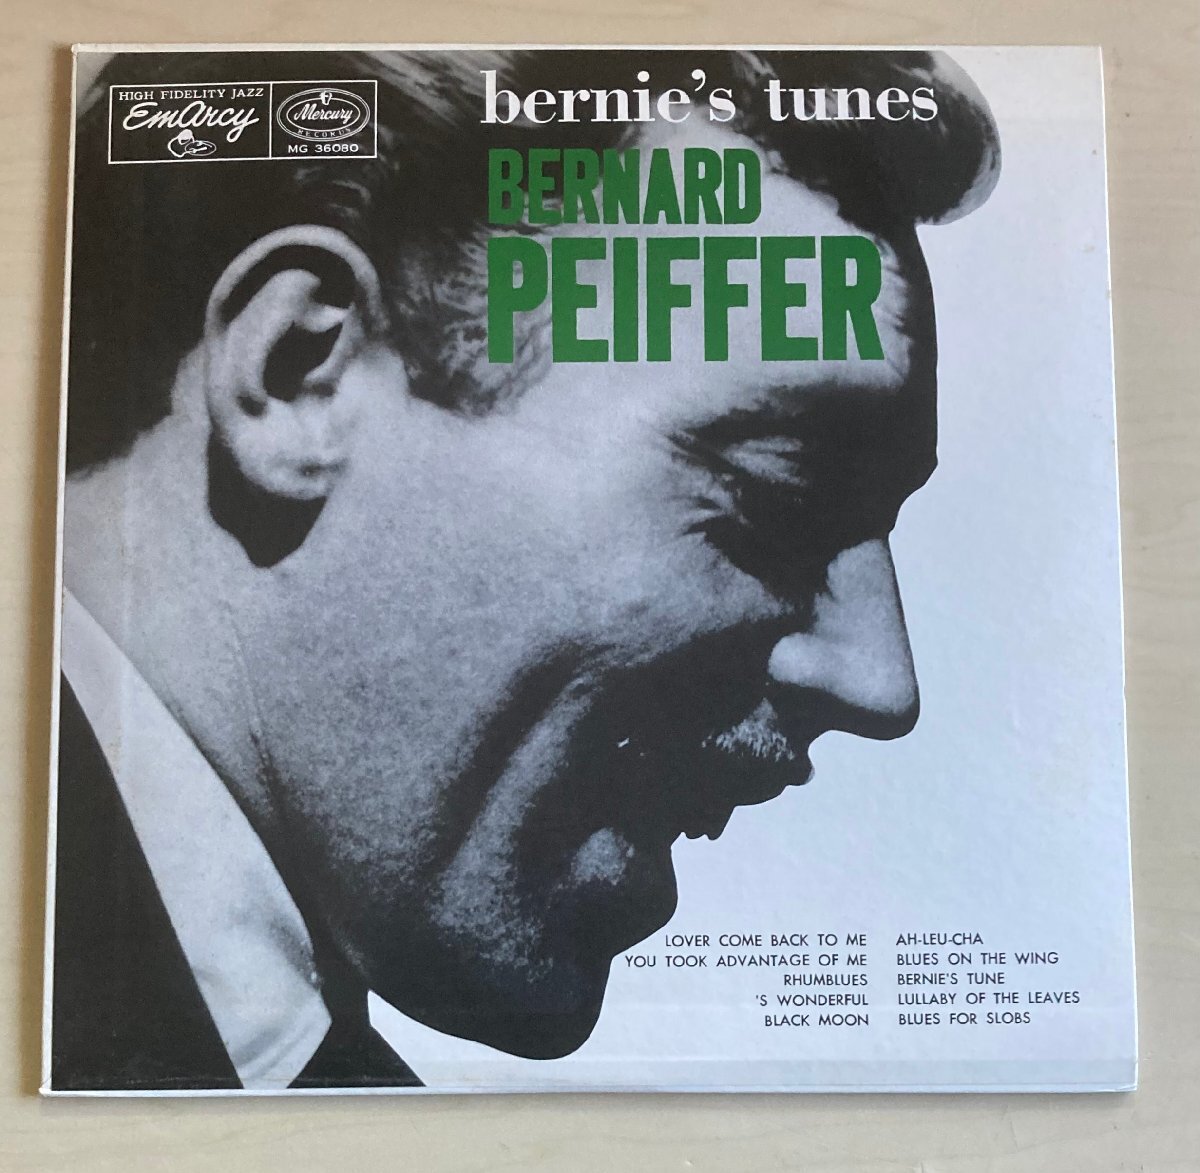 HIGH FIDELITY JAZZ
EmArcy
Mercury
RECORDS
MG 36080
bernie's tunes
BERNARD
PEIFFER
LOVER COME BACK TO ME
YOU TOOK ADVANTAGE OF ME
RHUMBLUES
'S WONDERFUL
BLACK MOON
AH-LEU-CHA
BLUES ON THE WING
BERNIE'S TUNE
LULLABY OF THE LEAVES
BLUES FOR SLOBS